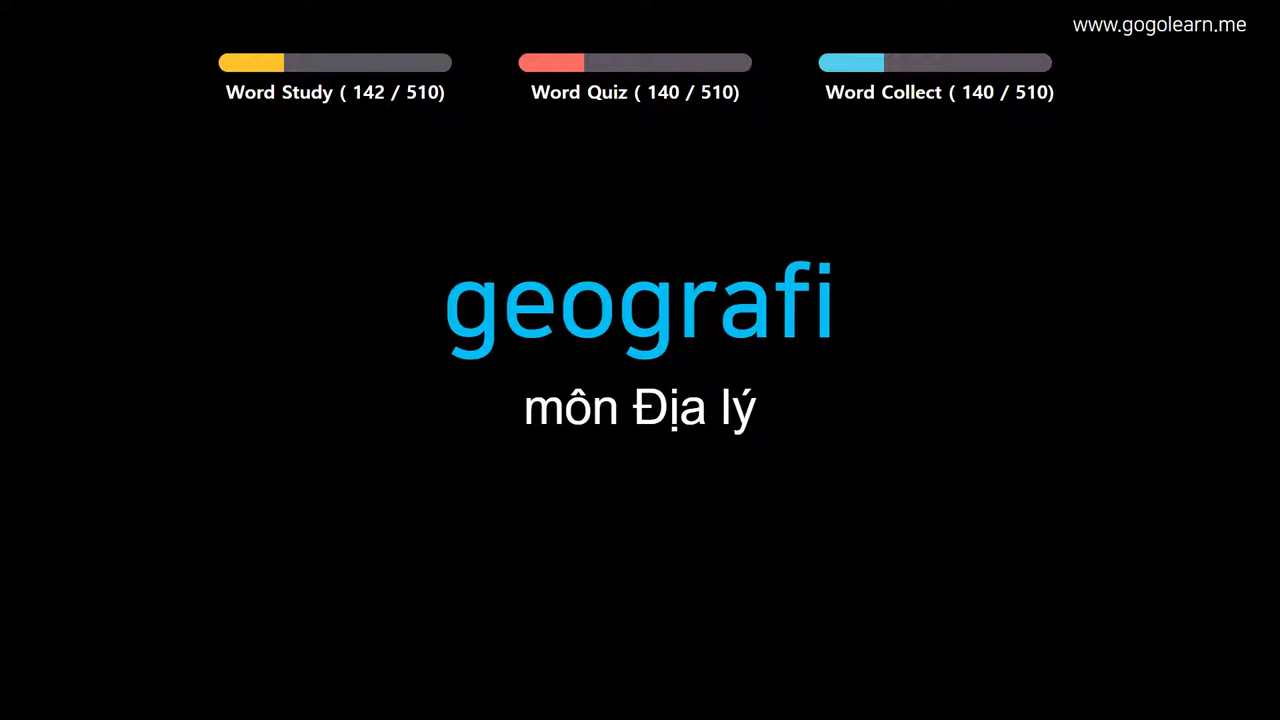 www.gogolearn.me
Word Study ( 142 / 510)
Word Quiz ( 140 / 510)
Word Collect ( 140 / 510)
geografi
môn Địa lý